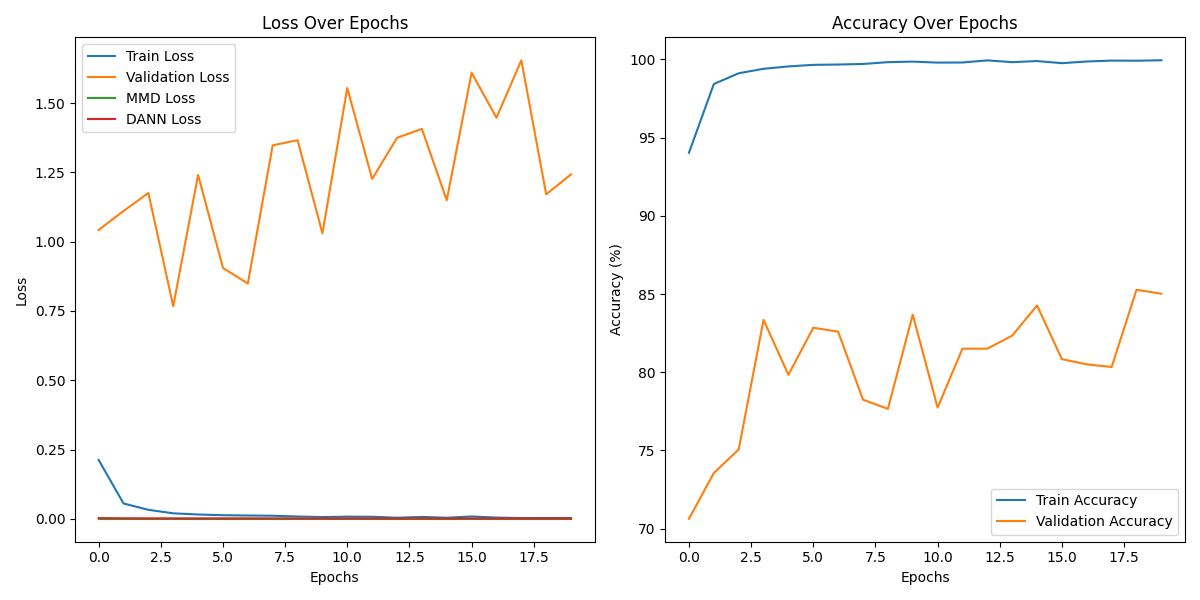 Loss Over Epochs
Train Loss
Validation Loss
MMD Loss
DANN Loss
1.50
1.25
1.00
0.75
0.50
0.25
0.00
Loss
0.0 2.5 5.0 7.5 10.0 12.5 15.0 17.5
Epochs
Accuracy Over Epochs
100
95
90
85
80
75
70
Accuracy (%)
Train Accuracy
Validation Accuracy
0.0 2.5 5.0 7.5 10.0 12.5 15.0 17.5
Epochs